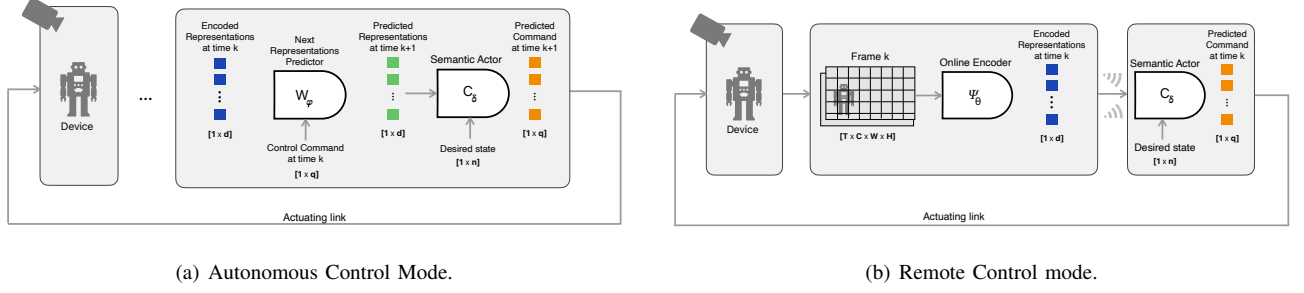 Encoded
Representations
at time k
Next
Representations
Predictor
Predicted
Representations
at time k+1
Semantic Actor
Predicted
Command
at time k+1
W_φ
C_δ
Device
...
[1 x d]
Control Command
at time k
[1 x q]
[1 x d]
Desired state
[1 x n]
[1 x q]
Actuating link
(a) Autonomous Control Mode.
Frame k
Online Encoder
Encoded
Representations
at time k
Semantic Actor
Predicted
Command
at time k
Ψ_θ
C_δ
Device
[T x C x W x H]
[1 x d]
Desired state
[1 x n]
[1 x q]
Actuating link
(b) Remote Control mode.